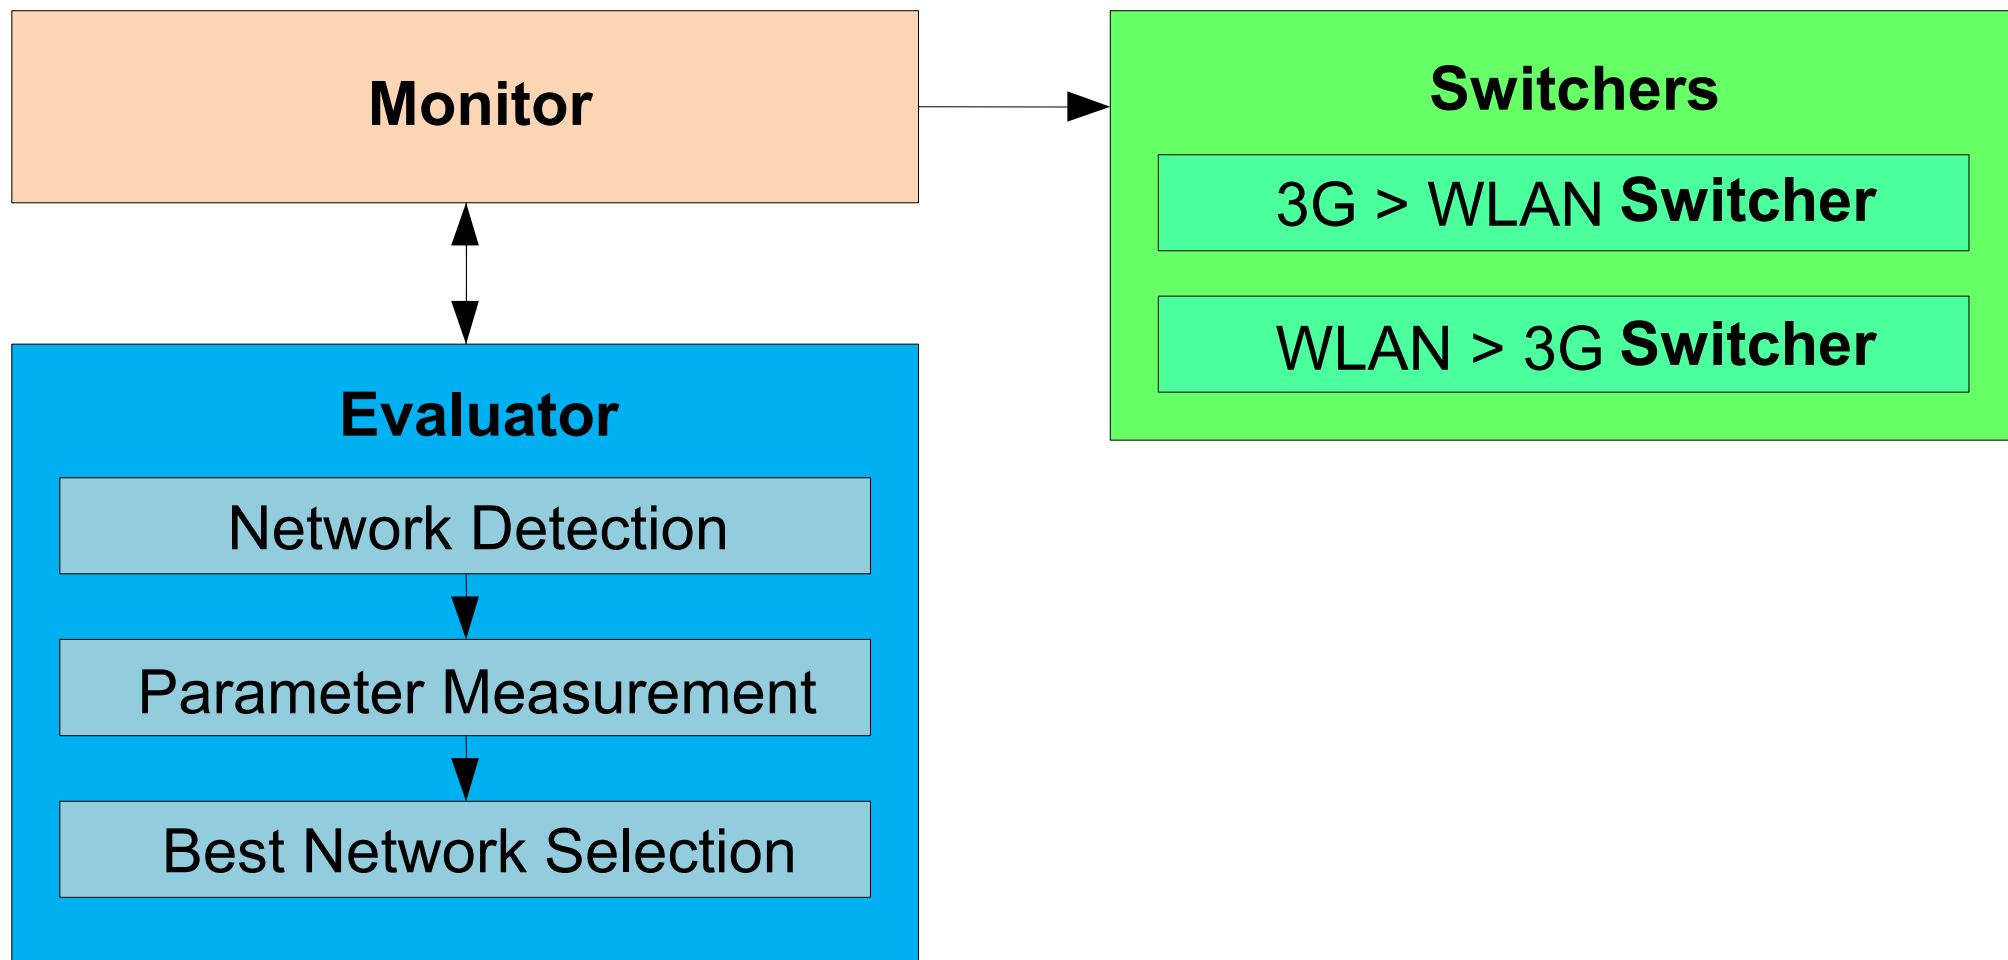 Monitor
Switchers
3G > WLAN Switcher
WLAN > 3G Switcher
Evaluator
Network Detection
Parameter Measurement
Best Network Selection